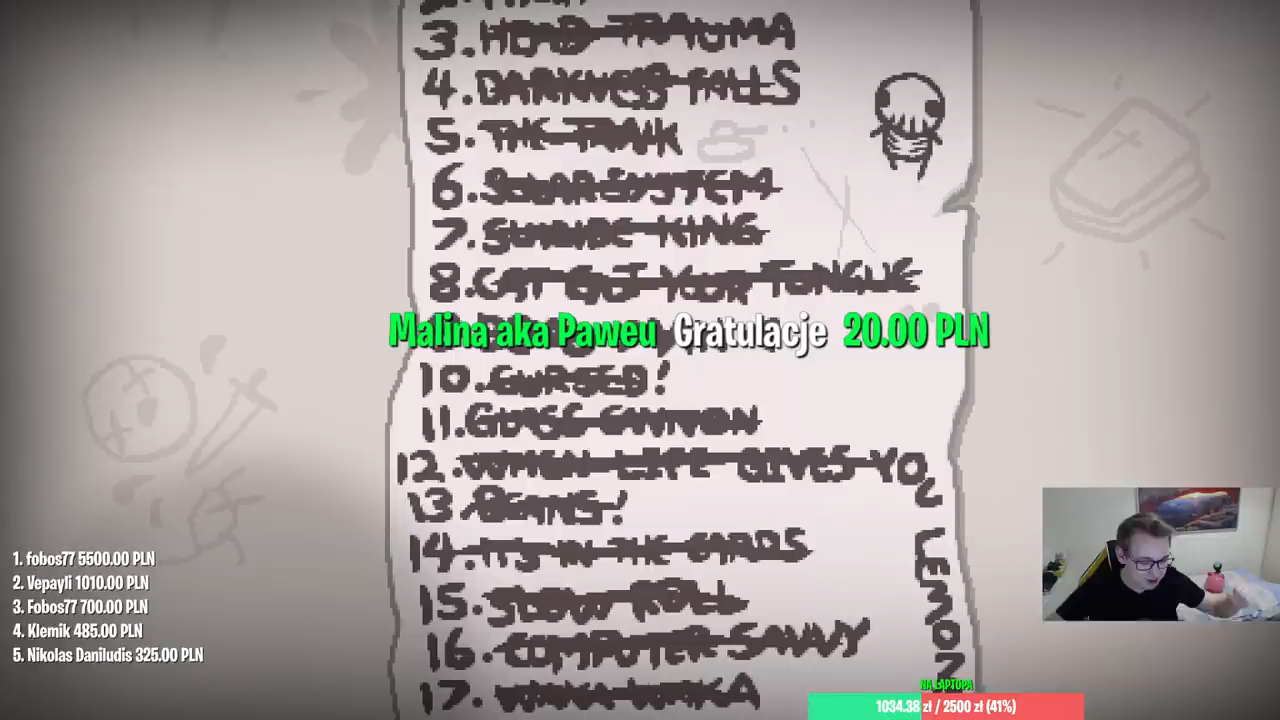 3. HEAD TRAUMA
4. DARKNESS FALLS
5. THE TANK
6. SOLAR SYSTEM
7. SUICIDE KING
8. CAT GOT YOUR TONGUE
Malina aka Paweu Gratulacje 20.00 PLN
10. CURSED!
11. GLASS CANNON
12. WHEN LIFE GIVES YOU LEMON
13. BEANS!
14. IT'S IN THE CARDS
15. SLOW ROLL
16. COMPUTER SAVVY
17. WAKA WAKA
1. fobos77 5500.00 PLN
2. Vepayli 1010.00 PLN
3. Fobos77 700.00 PLN
4. Klemik 485.00 PLN
5. Nikolas Daniludis 325.00 PLN
NA LAPTOPA
1034.38 zł / 2500 zł (41%)